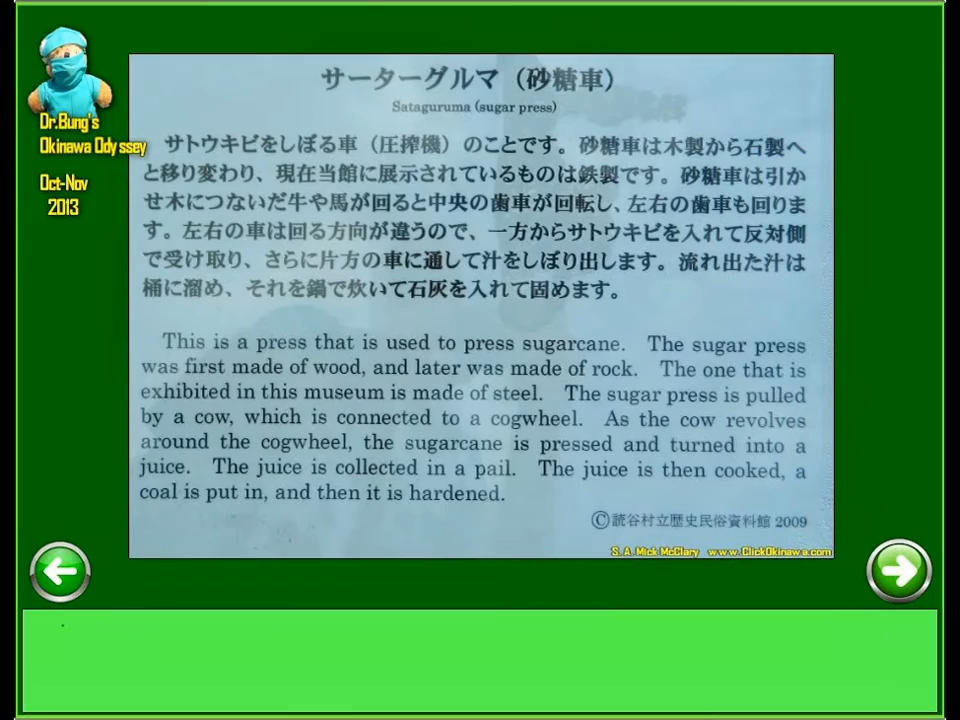 Dr.Bung's
Okinawa Odyssey
Oct-Nov
2013
サーターグルマ（砂糖車）
Sataguruma (sugar press)
サトウキビをしぼる車（圧搾機）のことです。砂糖車は木製から石製へ
と移り変わり、現在当館に展示されているものは鉄製です。砂糖車は引か
せ木につないだ牛や馬が回ると中央の歯車が回転し、左右の歯車も回りま
す。左右の車は回る方向が違うので、一方からサトウキビを入れて反対側
で受け取り、さらに片方の車に通して汁をしぼり出します。流れ出た汁は
桶に溜め、それを鍋で炊いて石灰を入れて固めます。
This is a press that is used to press sugarcane. The sugar press
was first made of wood, and later was made of rock. The one that is
exhibited in this museum is made of steel. The sugar press is pulled
by a cow, which is connected to a cogwheel. As the cow revolves
around the cogwheel, the sugarcane is pressed and turned into a
juice. The juice is collected in a pail. The juice is then cooked, a
coal is put in, and then it is hardened.
Ⓒ読谷村立歴史民俗資料館 2009
S. A. Mick McClary www.ClickOkinawa.com